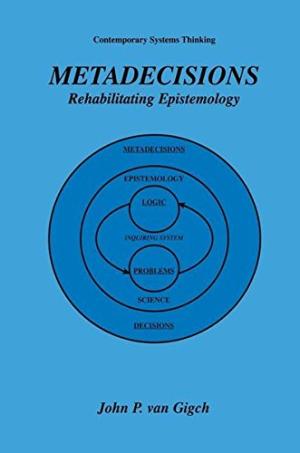 Contemporary Systems Thinking
METADECISIONS
Rehabilitating Epistemology
METADECISIONS
EPISTEMOLOGY
LOGIC
INQUIRING SYSTEM
PROBLEMS
SCIENCE
DECISIONS
John P. van Gigch